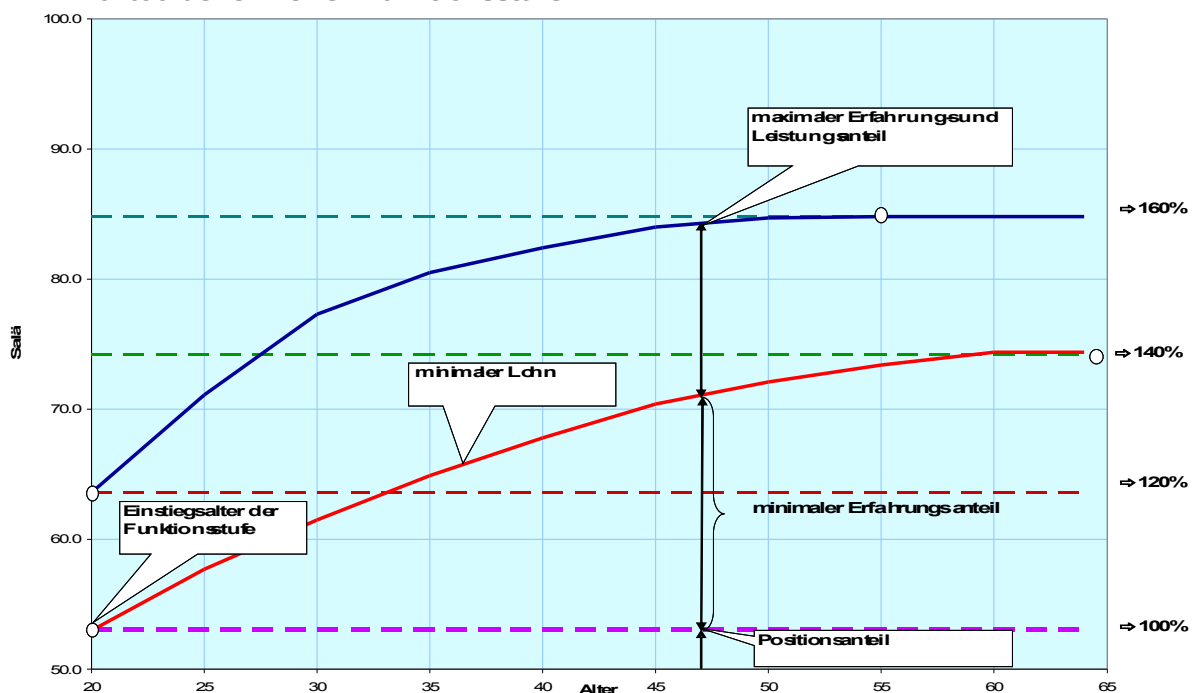 100.0
90.0
80.0
70.0
60.0
50.0
20 25 30 35 40 45 50 55 60 65
Salä
Alter
maximaler Erfahrungs-und
Leistungsanteil
minimaler Lohn
Einstiegsalter der
Funktionsstufe
minimaler Erfahrungsanteil
Positionsanteil
⇨160%
⇨140%
⇨120%
⇨100%